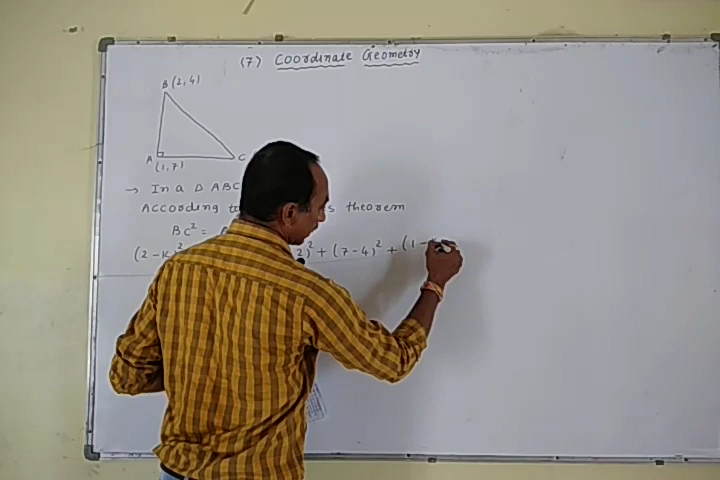 (7) Coordinate Geometry
B(2,4)
A
C
(1,7)
→ In a Δ ABC
According theorem
BC² =
(2-k)² 2)² + (7-4)² + (1-